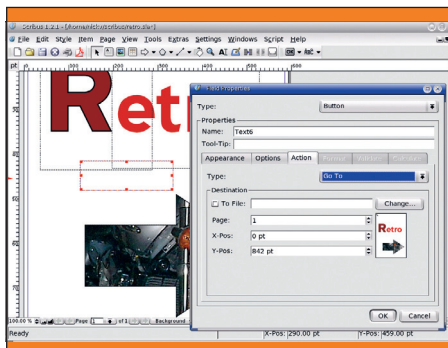 Scribus 1.2.1 - [/home/nick/scribus/retro.sla*]
File Edit Style Item Page View Tools Extras Settings Windows Script Help
pt
Retro
Field Properties
Type: Button
Properties
Name: Text6
Tool-Tip:
Appearance Options Action Format Validate Calculate
Type: Go To
Destination
To File: Change...
Page: 1
X-Pos: 0 pt
Y-Pos: 842 pt
Retro
OK Cancel
100.00 % Page 1 of 1 Background
Ready X-Pos: 290.00 pt Y-Pos: 459.00 pt